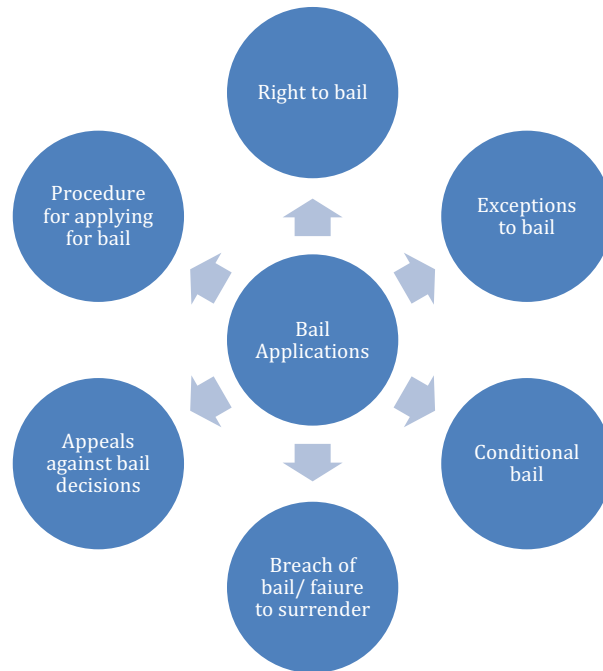 Right to bail
Procedure
for applying
for bail
Exceptions
to bail
Bail
Applications
Appeals
against bail
decisions
Conditional
bail
Breach of
bail/ faiure
to surrender